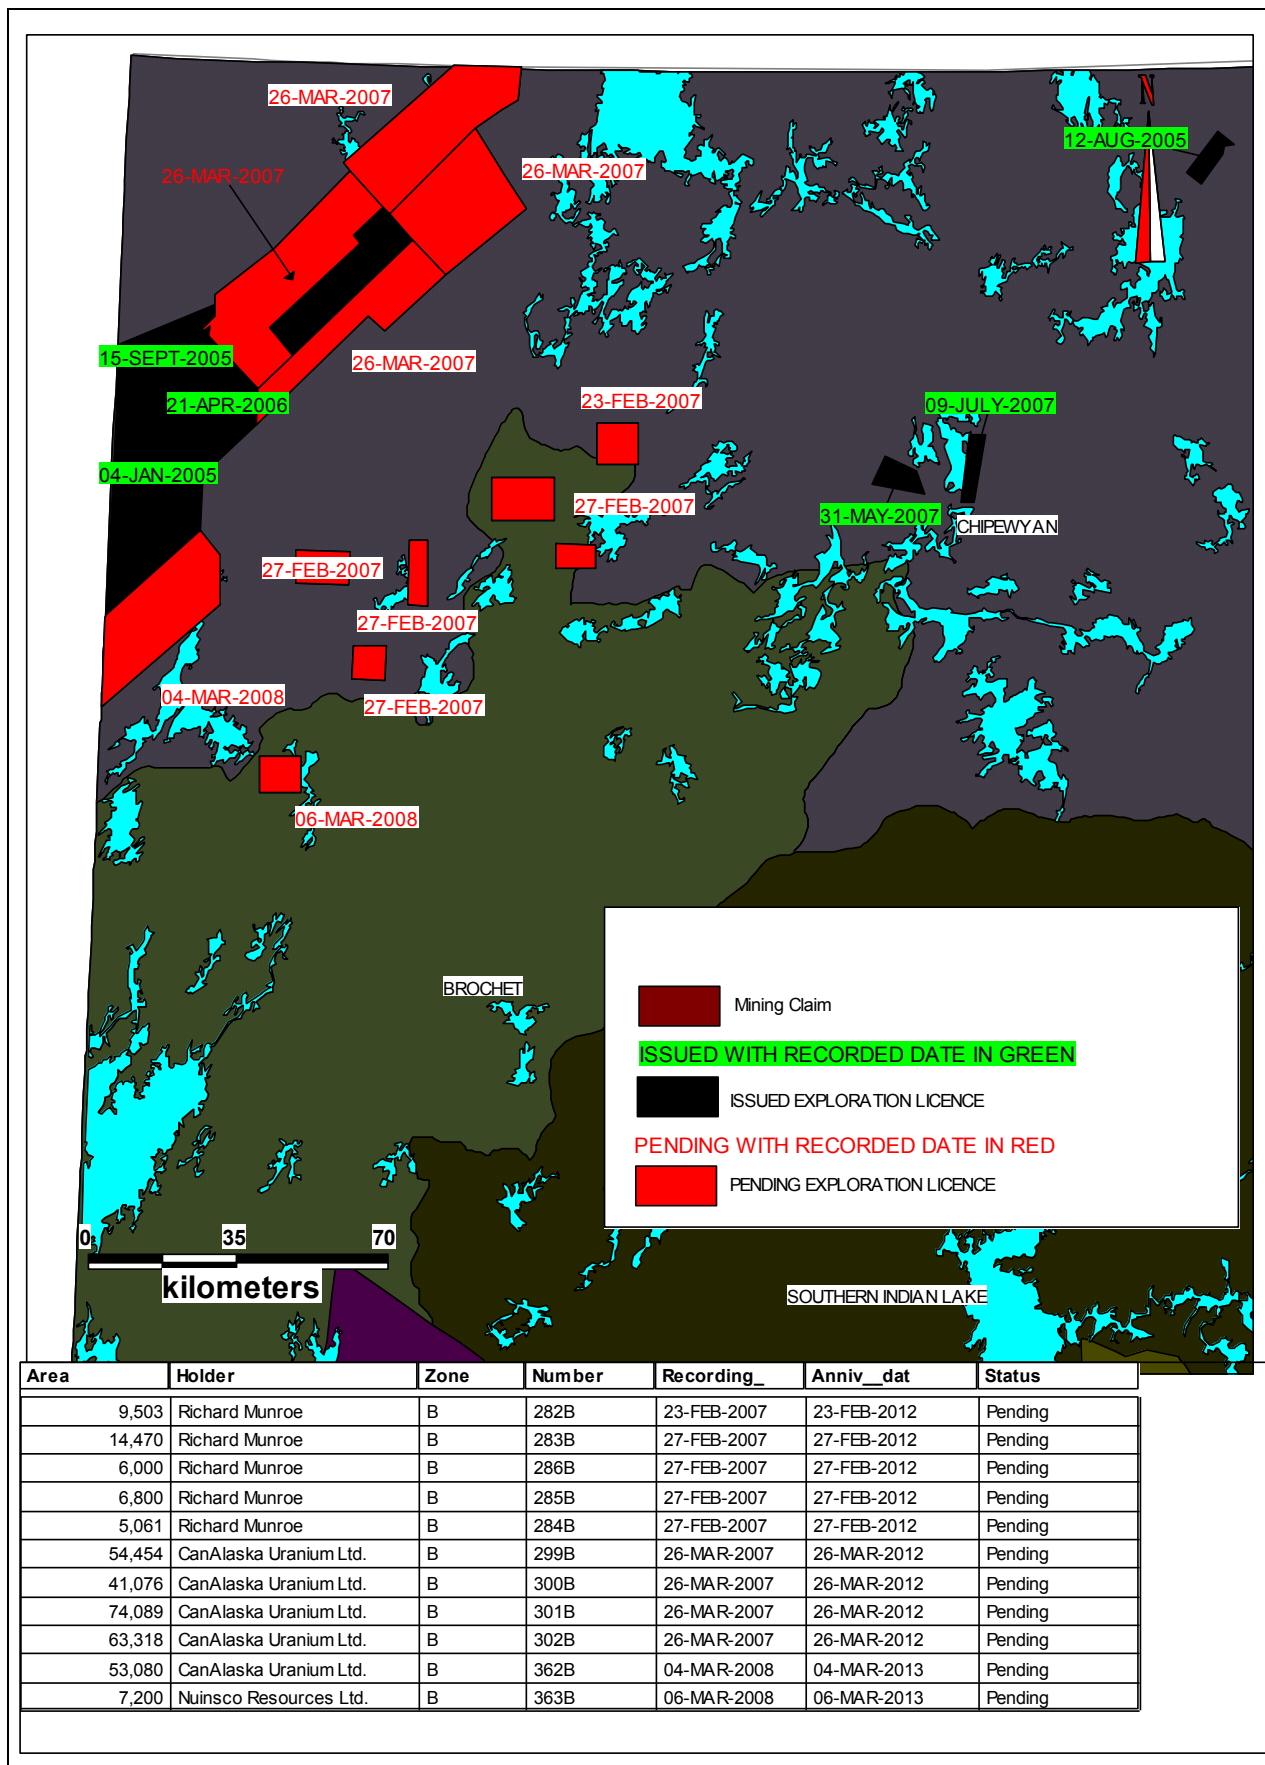 26-MAR-2007
N
12-AUG-2005
26-MAR-2007
26-MAR-2007
15-SEPT-2005
26-MAR-2007
21-APR-2006
23-FEB-2007
09-JULY-2007
04-JAN-2005
27-FEB-2007
31-MAY-2007
CHIPEWYAN
27-FEB-2007
27-FEB-2007
04-MAR-2008
27-FEB-2007
06-MAR-2008
BROCHET
Mining Claim
ISSUED WITH RECORDED DATE IN GREEN
ISSUED EXPLORATION LICENCE
PENDING WITH RECORDED DATE IN RED
PENDING EXPLORATION LICENCE
0 35 70
kilometers
SOUTHERN INDIAN LAKE
Area Holder Zone Number Recording_ Anniv__dat Status
9,503 Richard Munroe B 282B 23-FEB-2007 23-FEB-2012 Pending
14,470 Richard Munroe B 283B 27-FEB-2007 27-FEB-2012 Pending
6,000 Richard Munroe B 286B 27-FEB-2007 27-FEB-2012 Pending
6,800 Richard Munroe B 285B 27-FEB-2007 27-FEB-2012 Pending
5,061 Richard Munroe B 284B 27-FEB-2007 27-FEB-2012 Pending
54,454 CanAlaska Uranium Ltd. B 299B 26-MAR-2007 26-MAR-2012 Pending
41,076 CanAlaska Uranium Ltd. B 300B 26-MAR-2007 26-MAR-2012 Pending
74,089 CanAlaska Uranium Ltd. B 301B 26-MAR-2007 26-MAR-2012 Pending
63,318 CanAlaska Uranium Ltd. B 302B 26-MAR-2007 26-MAR-2012 Pending
53,080 CanAlaska Uranium Ltd. B 362B 04-MAR-2008 04-MAR-2013 Pending
7,200 Nuinsco Resources Ltd. B 363B 06-MAR-2008 06-MAR-2013 Pending